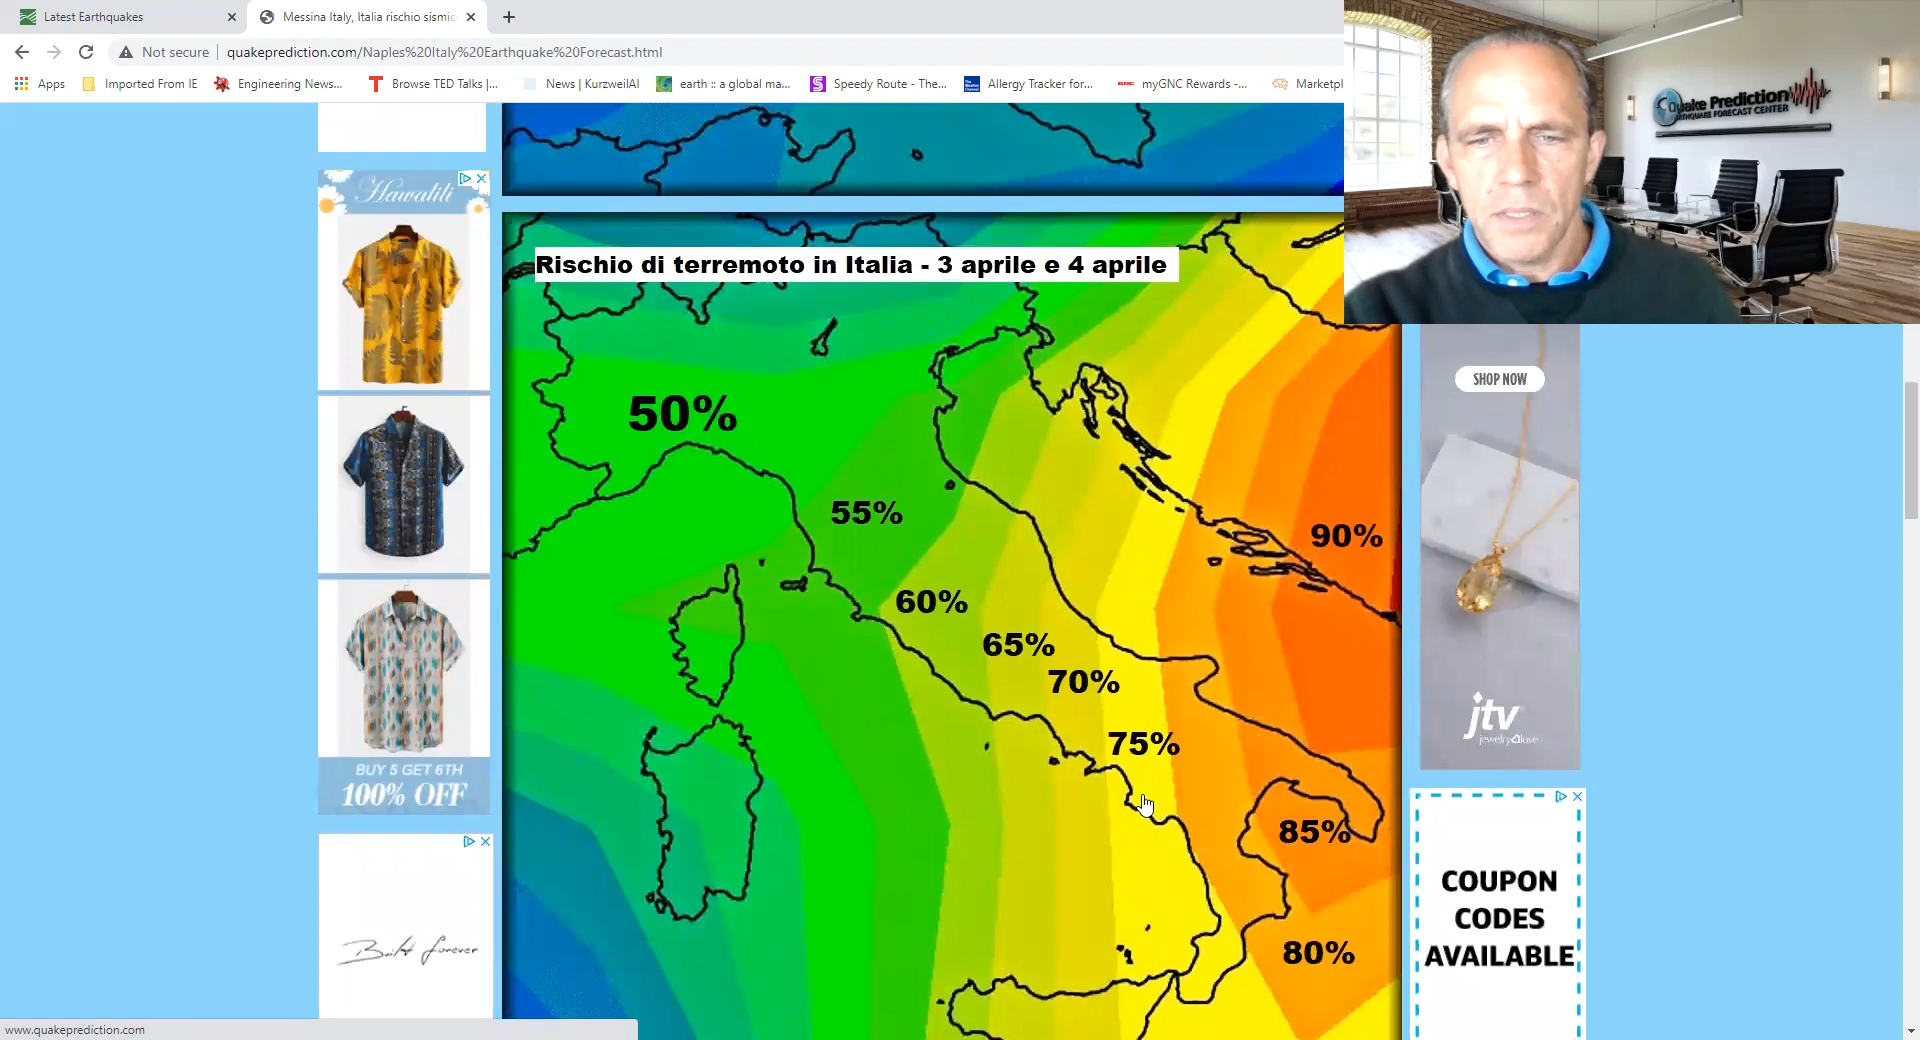 Latest Earthquakes
Messina Italy, Italia rischio sismic
Not secure
quakeprediction.com/Naples%20Italy%20Earthquake%20Forecast.html
Apps
Imported From IE
Engineering News...
Browse TED Talks |...
News | KurzweilAI
earth :: a global ma...
Speedy Route - The...
Allergy Tracker for...
myGNC Rewards -...
Marketpl
Quake Prediction
EARTHQUAKE FORECAST CENTER
Hawalili
BUY 5 GET 6TH
100% OFF
Built forever
Rischio di terremoto in Italia - 3 aprile e 4 aprile
50%
55%
90%
60%
65%
70%
75%
85%
80%
SHOP NOW
jtv
jewelry love
COUPON
CODES
AVAILABLE
www.quakeprediction.com